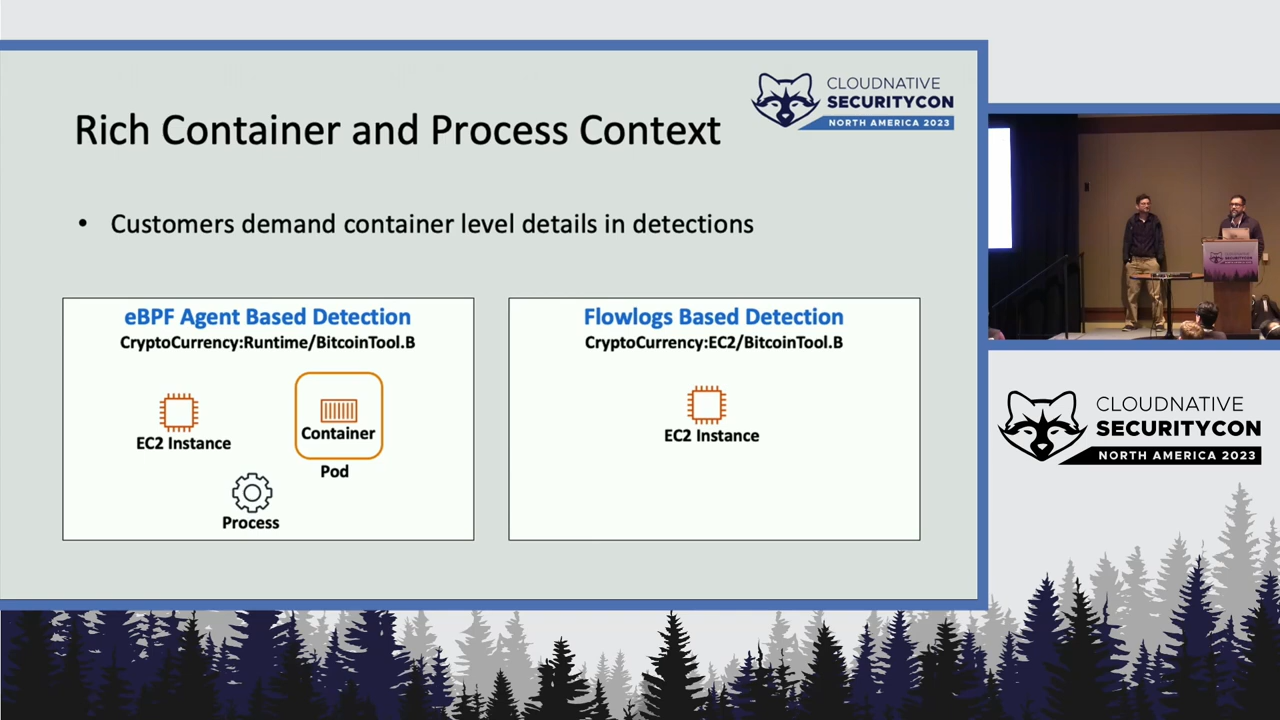 CLOUDNATIVE
SECURITYCON
NORTH AMERICA 2023
Rich Container and Process Context
• Customers demand container level details in detections
eBPF Agent Based Detection
CryptoCurrency:Runtime/BitcoinTool.B
EC2 Instance
Container
Pod
Process
Flowlogs Based Detection
CryptoCurrency:EC2/BitcoinTool.B
EC2 Instance
CLOUDNATIVE
SECURITYCON
NORTH AMERICA 2023